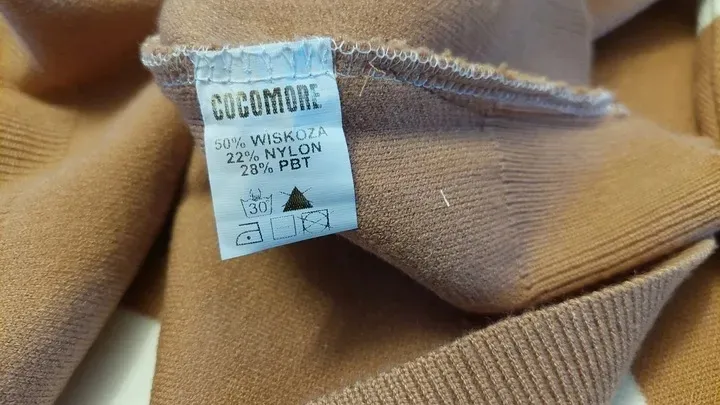 COCOMORE
50% WISKOZA
22% NYLON
28% PBT
30